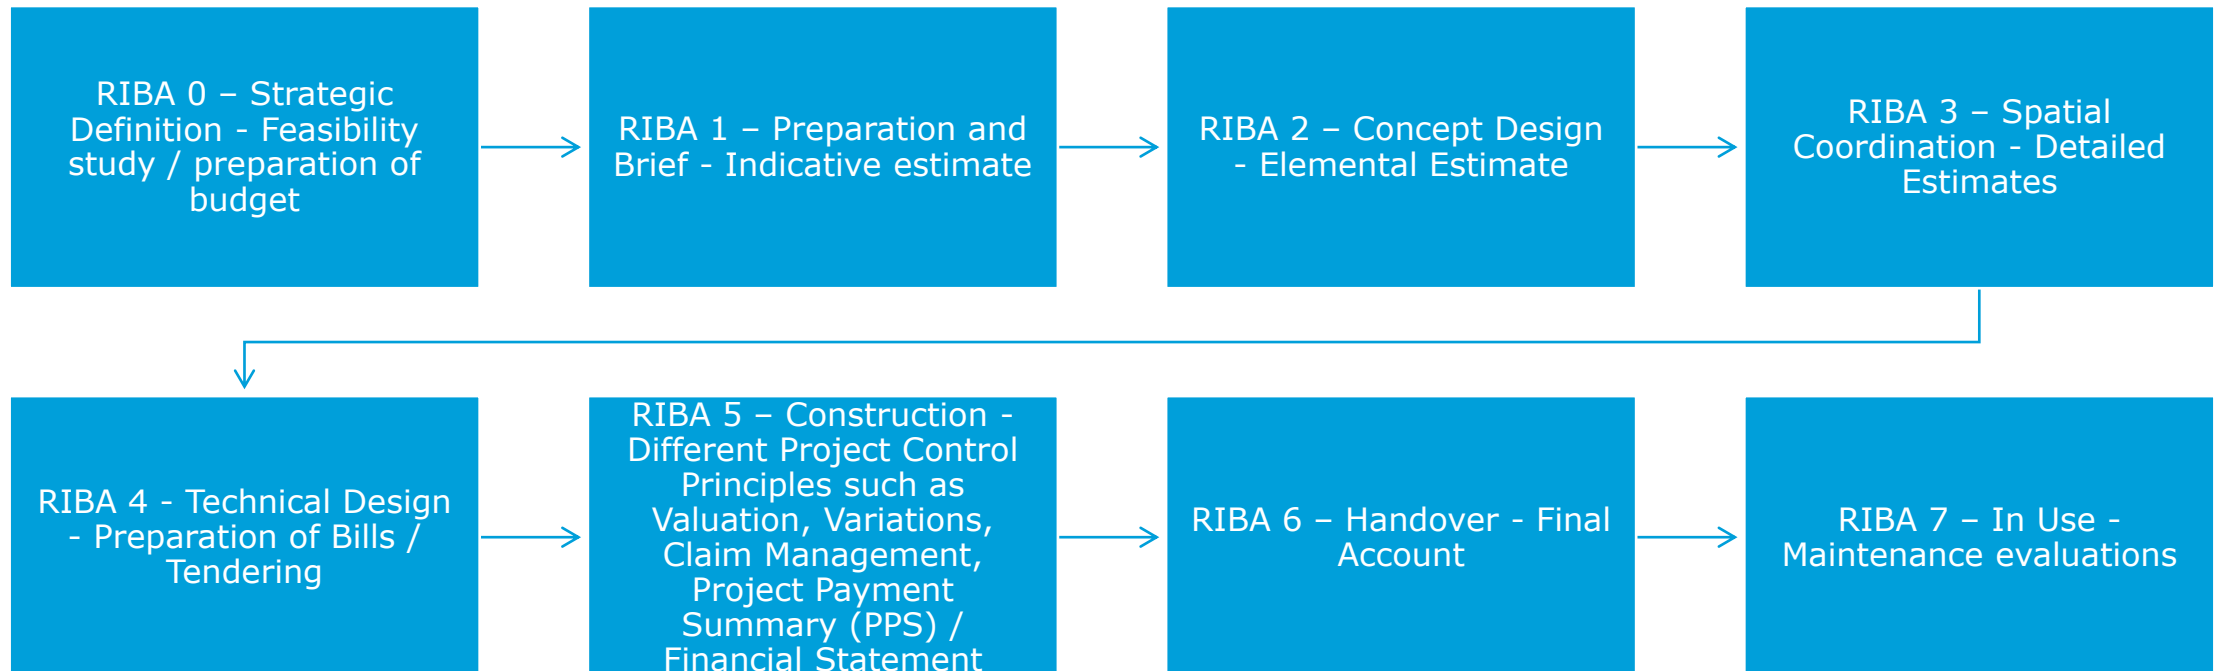 RIBA 0 – Strategic
Definition - Feasibility
study / preparation of
budget
RIBA 1 – Preparation and
Brief - Indicative estimate
RIBA 2 – Concept Design
- Elemental Estimate
RIBA 3 – Spatial
Coordination - Detailed
Estimates
RIBA 4 - Technical Design
- Preparation of Bills /
Tendering
RIBA 5 – Construction -
Different Project Control
Principles such as
Valuation, Variations,
Claim Management,
Project Payment
Summary (PPS) /
Financial Statement
RIBA 6 – Handover - Final
Account
RIBA 7 – In Use -
Maintenance evaluations